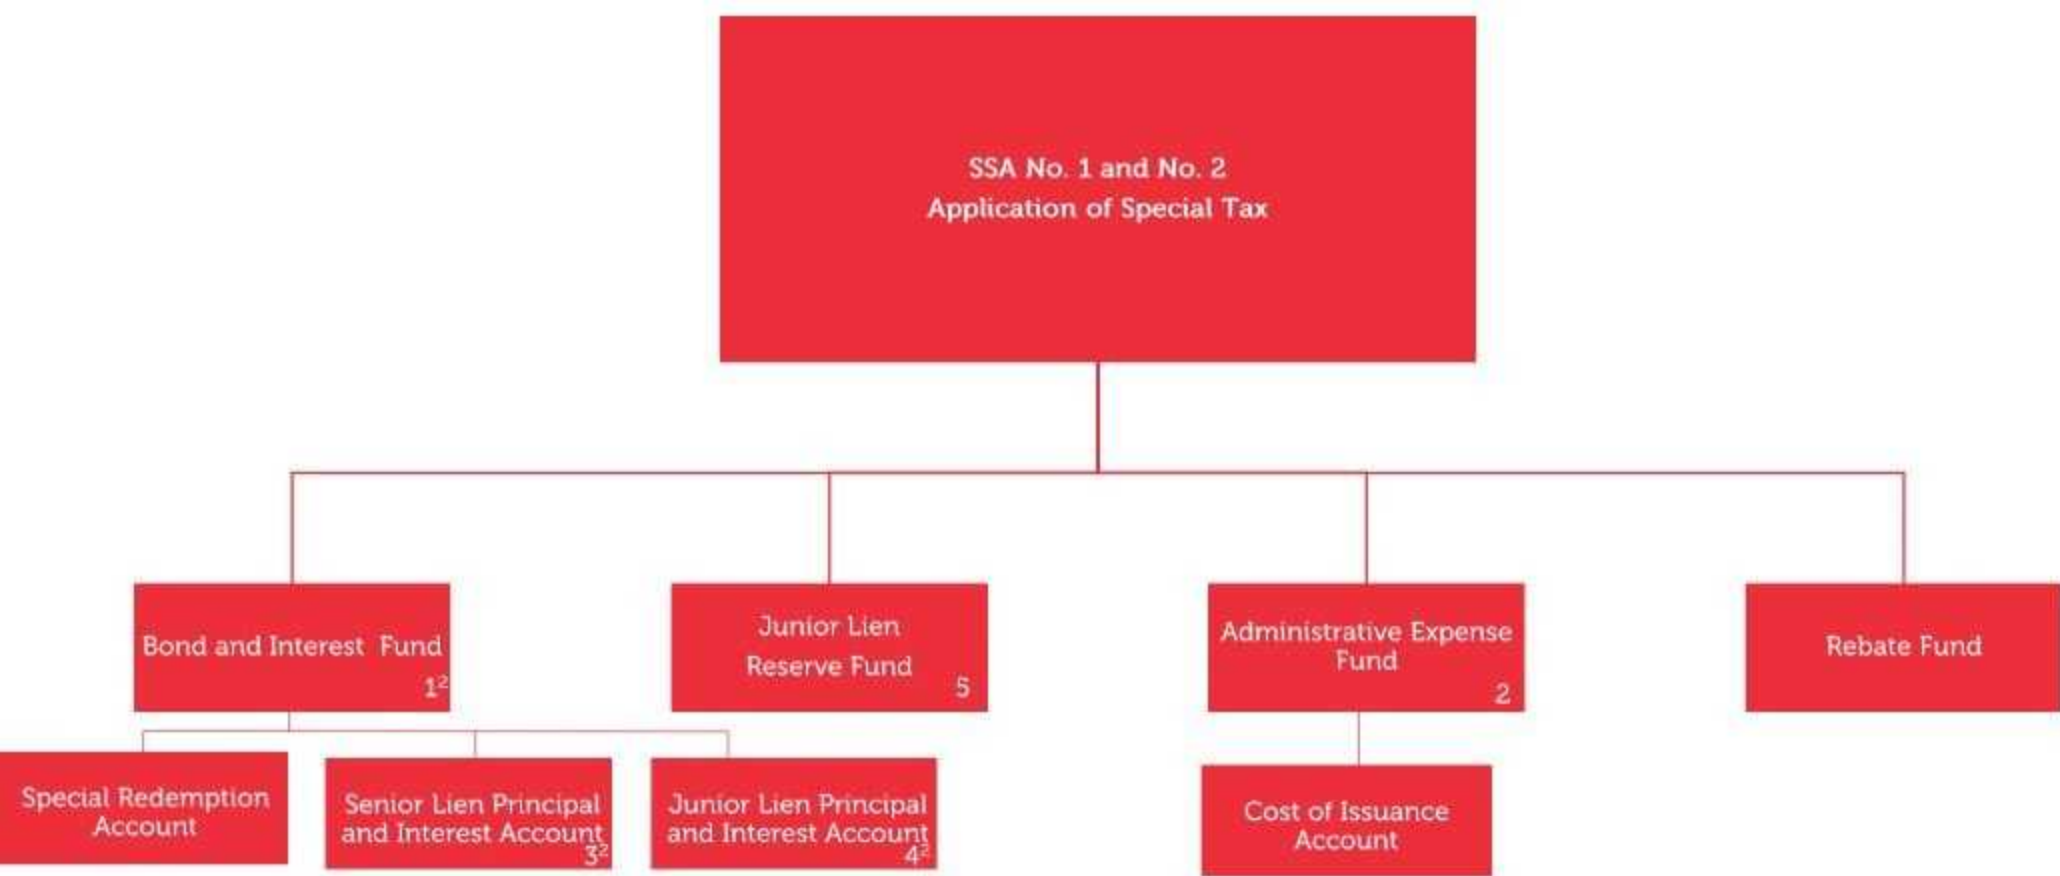 SSA No. 1 and No. 2
Application of Special Tax
Bond and Interest Fund
1²
Junior Lien
Reserve Fund
5
Administrative Expense
Fund
2
Rebate Fund
Special Redemption
Account
Senior Lien Principal
and Interest Account
3²
Junior Lien Principal
and Interest Account
4²
Cost of Issuance
Account